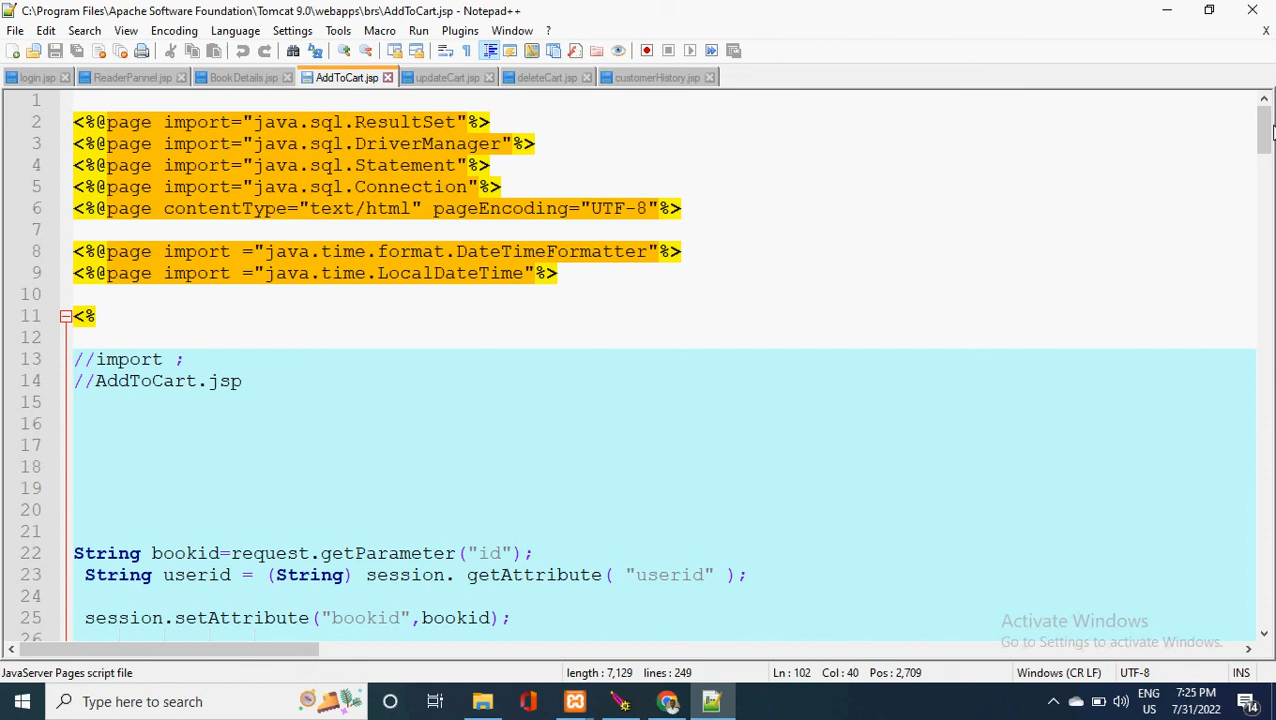 C:\Program Files\Apache Software Foundation\Tomcat 9.0\webapps\brs\AddToCart.jsp - Notepad++
File Edit Search View Encoding Language Settings Tools Macro Run Plugins Window ? X
login.jsp ReaderPannel.jsp BookDetails.jsp AddToCart.jsp updateCart.jsp deleteCart.jsp customerHistory.jsp
1
2 <%@page import="java.sql.ResultSet"%>
3 <%@page import="java.sql.DriverManager"%>
4 <%@page import="java.sql.Statement"%>
5 <%@page import="java.sql.Connection"%>
6 <%@page contentType="text/html" pageEncoding="UTF-8"%>
7
8 <%@page import ="java.time.format.DateTimeFormatter"%>
9 <%@page import ="java.time.LocalDateTime"%>
10
11 <%
12
13 //import ;
14 //AddToCart.jsp
15
16
17
18
19
20
21
22 String bookid=request.getParameter("id");
23 String userid = (String) session. getAttribute( "userid" );
24
25 session.setAttribute("bookid",bookid);
26
Activate Windows
Go to Settings to activate Windows.
JavaServer Pages script file length : 7,129 lines : 249 Ln : 102 Col : 40 Pos : 2,709 Windows (CR LF) UTF-8 INS
Type here to search ENG US 7:25 PM 7/31/2022 14